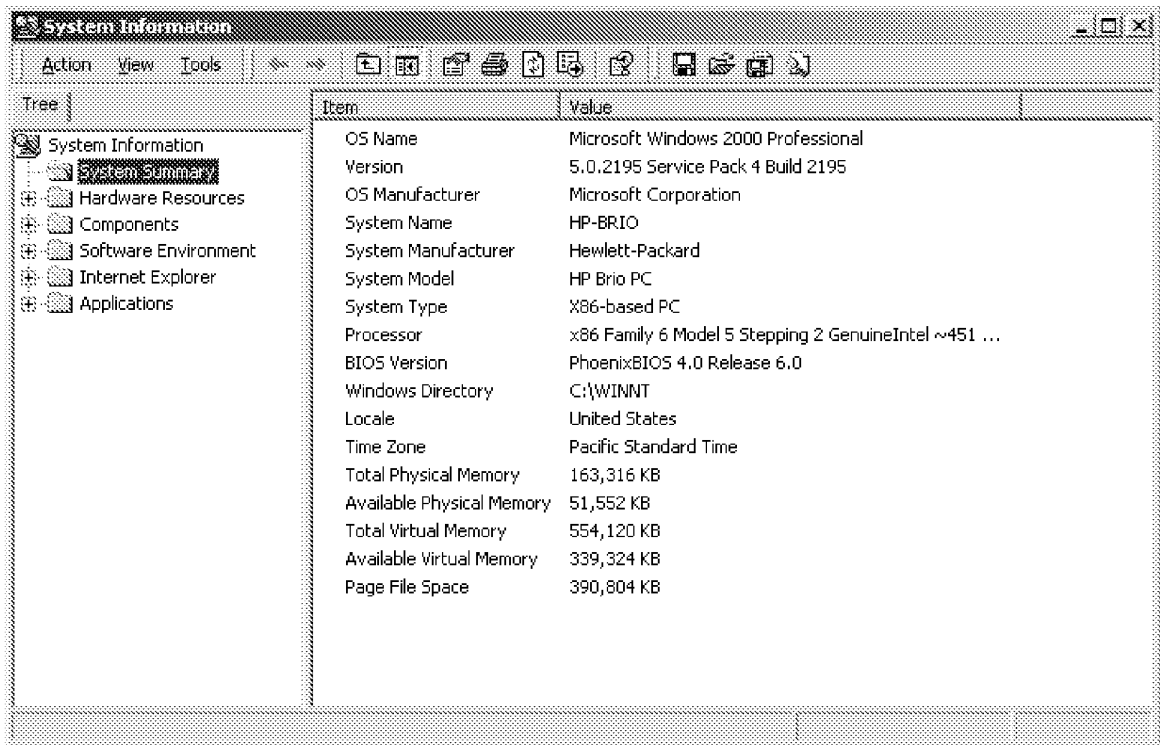 System Information
Action View Tools
Tree
Item Value
System Information
System Summary
Hardware Resources
Components
Software Environment
Internet Explorer
Applications
OS Name Microsoft Windows 2000 Professional
Version 5.0.2195 Service Pack 4 Build 2195
OS Manufacturer Microsoft Corporation
System Name HP-BRIO
System Manufacturer Hewlett-Packard
System Model HP Brio PC
System Type X86-based PC
Processor x86 Family 6 Model 5 Stepping 2 GenuineIntel ~451 ...
BIOS Version PhoenixBIOS 4.0 Release 6.0
Windows Directory C:\WINNT
Locale United States
Time Zone Pacific Standard Time
Total Physical Memory 163,316 KB
Available Physical Memory 51,552 KB
Total Virtual Memory 554,120 KB
Available Virtual Memory 339,324 KB
Page File Space 390,804 KB